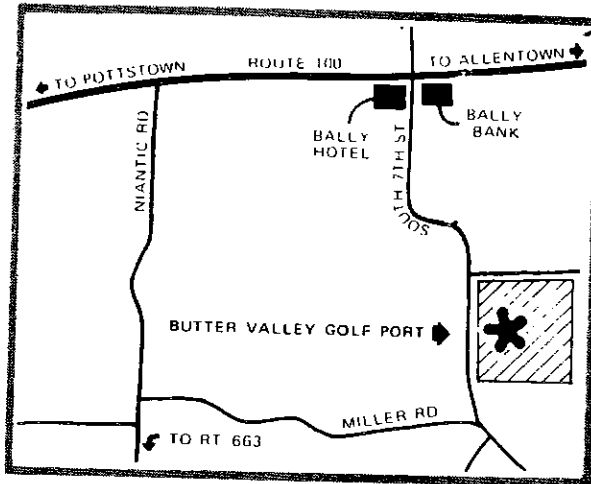 TO POTTSTOWN
ROUTE 100
TO ALLENTOWN
BALLY
HOTEL
BALLY
BANK
NIANTIC RD
SOUTH 7TH ST
BUTTER VALLEY GOLF PORT
MILLER RD
TO RT 663